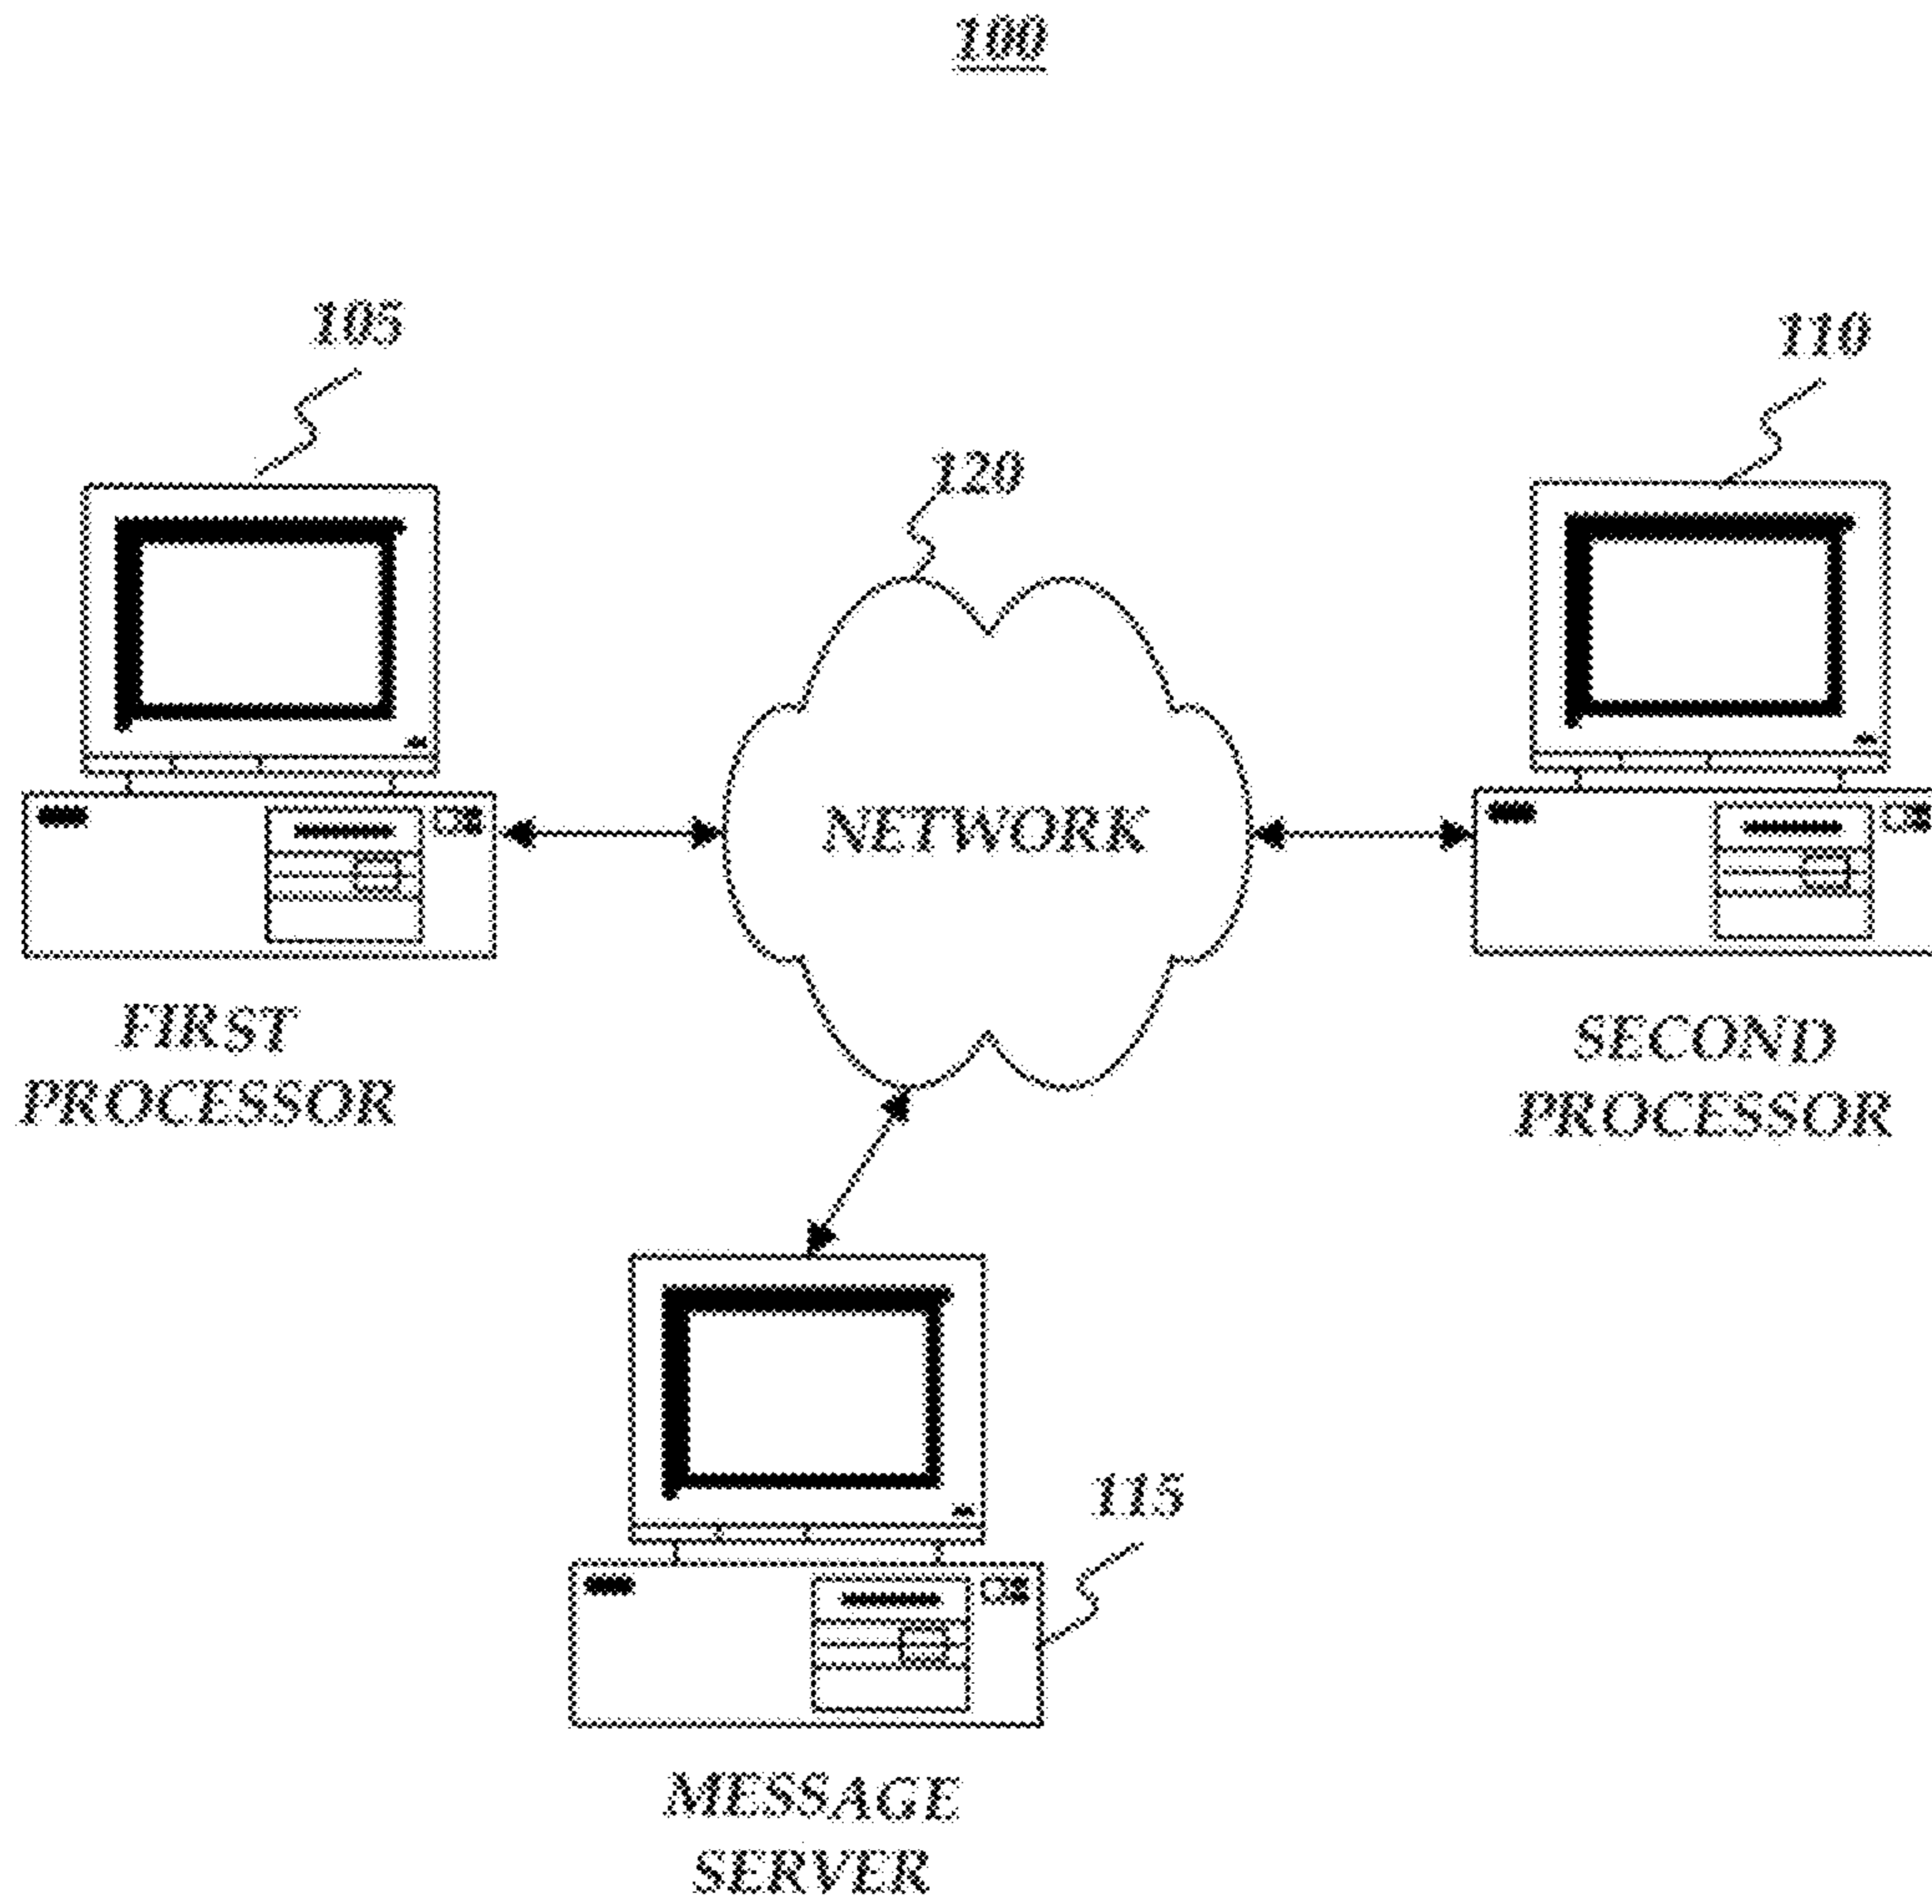 100
105
110
120
NETWORK
FIRST
PROCESSOR
SECOND
PROCESSOR
115
MESSAGE
SERVER